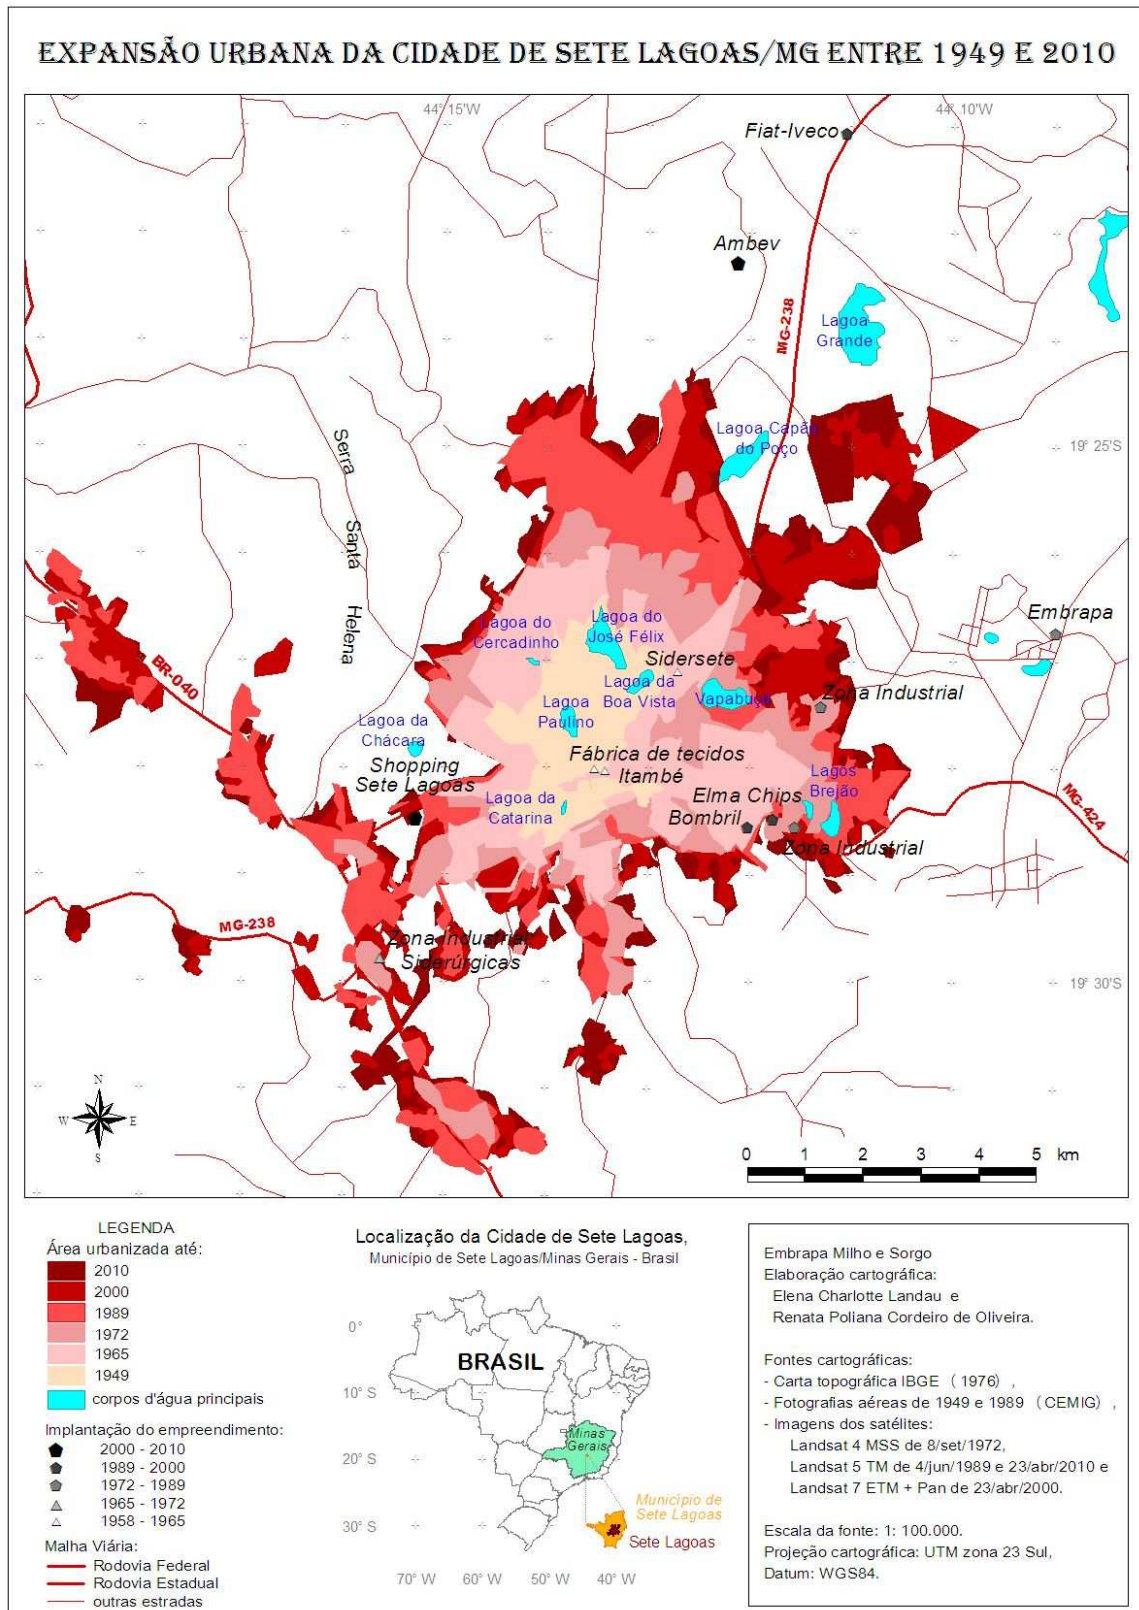 EXPANSÃO URBANA DA CIDADE DE SETE LAGOAS/MG ENTRE 1949 E 2010
44° 15'W
44° 10'W
Fiat-Iveco
Ambev
MG-238
Lagoa
Grande
Lagoa Capão
do Poço
19° 25'S
Serra
Santa
Helena
Embrapa
Lagoa do
Cercadinho
Lagoa do
José Félix
Sidersete
BR-040
Lagoa da
Boa Vista
Vapabuçu
Zona Industrial
Lagoa
Paulino
Lagoa da
Chácara
Shopping
Sete Lagoas
Fábrica de tecidos
Itambé
Lagoa da
Catarina
Elma Chips
Bombril
Lagos
Brejão
Zona Industrial
MG-424
MG-238
Zona Industrial
Siderúrgicas
19° 30'S
N
W
E
S
0 1 2 3 4 5 km
LEGENDA
Área urbanizada até:
2010
2000
1989
1972
1965
1949
corpos d'água principais
Implantação do empreendimento:
2000 - 2010
1989 - 2000
1972 - 1989
1965 - 1972
1958 - 1965
Malha Viária:
Rodovia Federal
Rodovia Estadual
outras estradas
Localização da Cidade de Sete Lagoas,
Município de Sete Lagoas/Minas Gerais - Brasil
0°
BRASIL
10° S
Minas
Gerais
20° S
Município de
Sete Lagoas
30° S
Sete Lagoas
70° W 60° W 50° W 40° W
Embrapa Milho e Sorgo
Elaboração cartográfica:
Elena Charlotte Landau e
Renata Poliana Cordeiro de Oliveira.
Fontes cartográficas:
- Carta topográfica IBGE (1976),
- Fotografias aéreas de 1949 e 1989 (CEMIG),
- Imagens dos satélites:
Landsat 4 MSS de 8/set/1972,
Landsat 5 TM de 4/jun/1989 e 23/abr/2010 e
Landsat 7 ETM + Pan de 23/abr/2000.
Escala da fonte: 1: 100.000.
Projeção cartográfica: UTM zona 23 Sul,
Datum: WGS84.